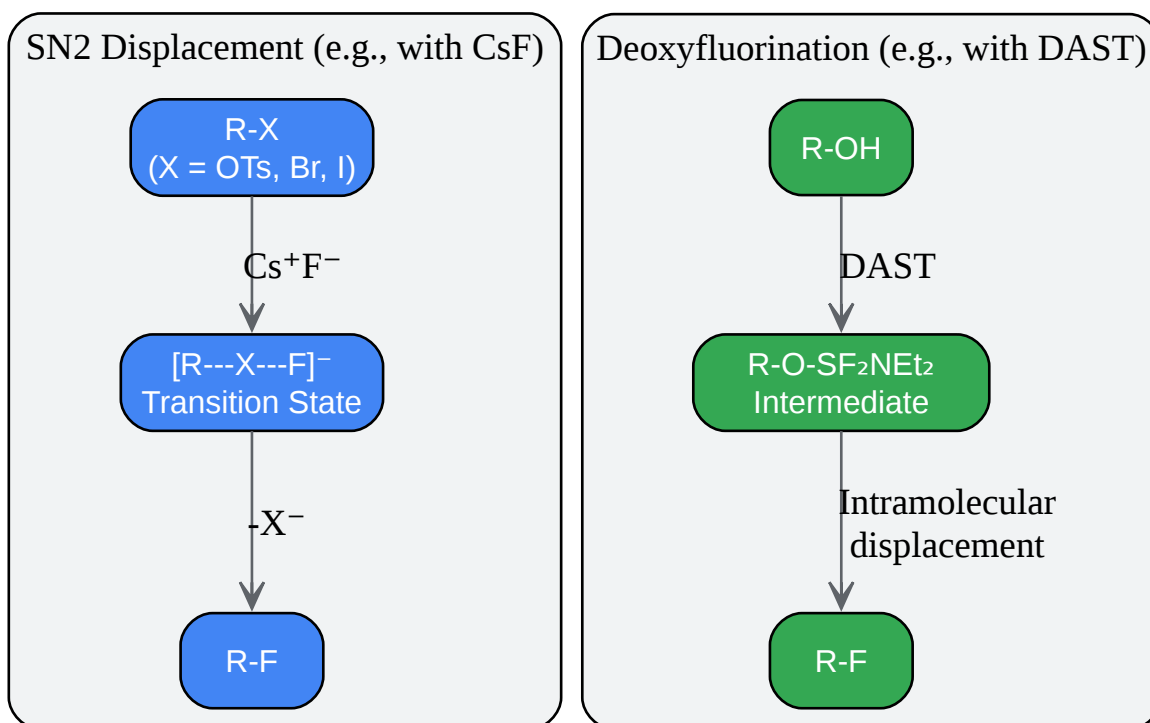 SN2 Displacement (e.g., with CsF)
R-X
(X = OTs, Br, I)
Cs⁺F⁻
[R---X---F]⁻
Transition State
-X⁻
R-F
Deoxyfluorination (e.g., with DAST)
R-OH
DAST
R-O-SF₂NEt₂
Intermediate
Intramolecular
displacement
R-F